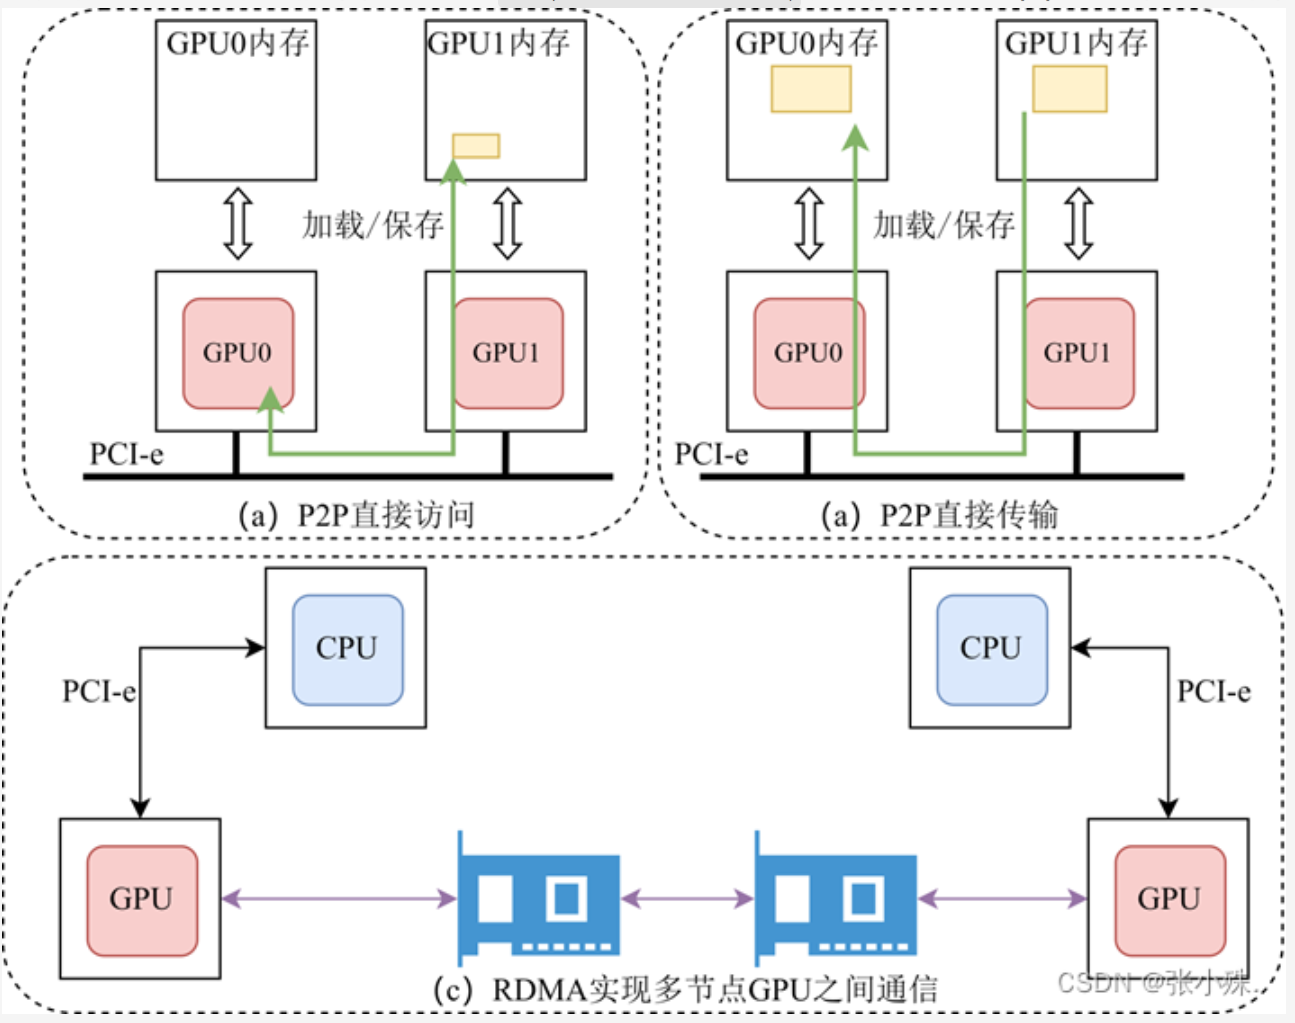 GPU0内存
GPU1内存
加载/保存
GPU0
GPU1
PCI-e
(a) P2P直接访问
GPU0内存
GPU1内存
加载/保存
GPU0
GPU1
PCI-e
(a) P2P直接传输
CPU
CPU
PCI-e
PCI-e
GPU
GPU
(c) RDMA实现多节点GPU之间通信
CSDN @张小殊.